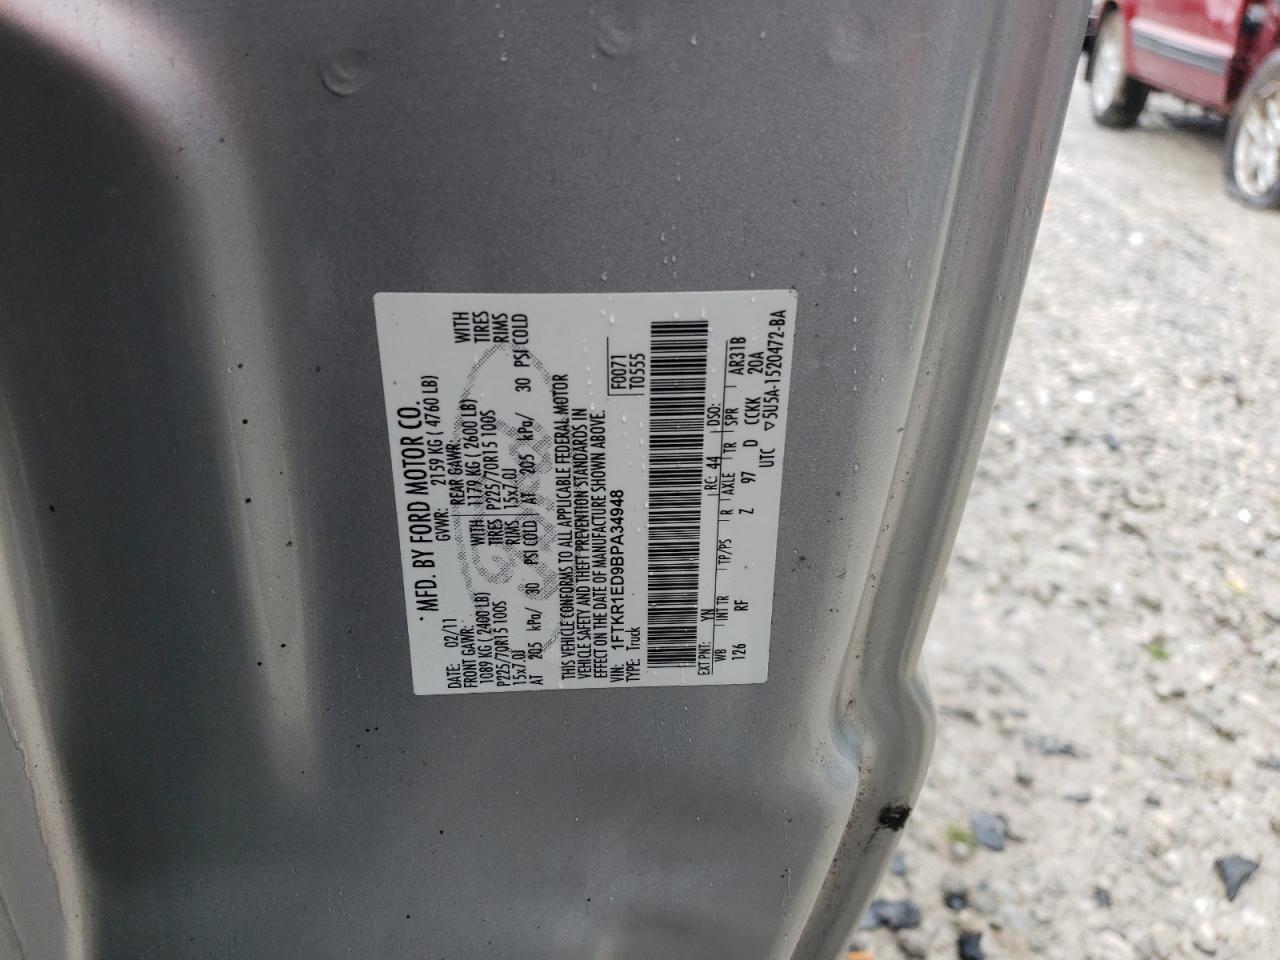 MFD. BY FORD MOTOR CO.
DATE: 02/11 GWR: 2159 KG ( 4760 LB)
FRONT GAWR: REAR GAWR:
1089 KG ( 2400 LB) WITH 1179 KG ( 2600 LB) WITH
P225/70R15 100S TIRES P225/70R15 100S TIRES
15x7.0J RIMS 15x7.0J RIMS
AT 205 kPa/ 30 PSI COLD AT 205 kPa/ 30 PSI COLD
THIS VEHICLE CONFORMS TO ALL APPLICABLE FEDERAL MOTOR
VEHICLE SAFETY AND THEFT PREVENTION STANDARDS IN
EFFECT ON THE DATE OF MANUFACTURE SHOWN ABOVE.
VIN: 1FTKR1ED9BPA34948 F0071
TYPE: Truck T0555
EXT PNT: YN RC: 44 DSO:
WB INT TR TP/PS R AXLE TR SPR AR31B
126 RF Z 97 D CCKK 20A
UTC ▽5U5A-1520472-BA